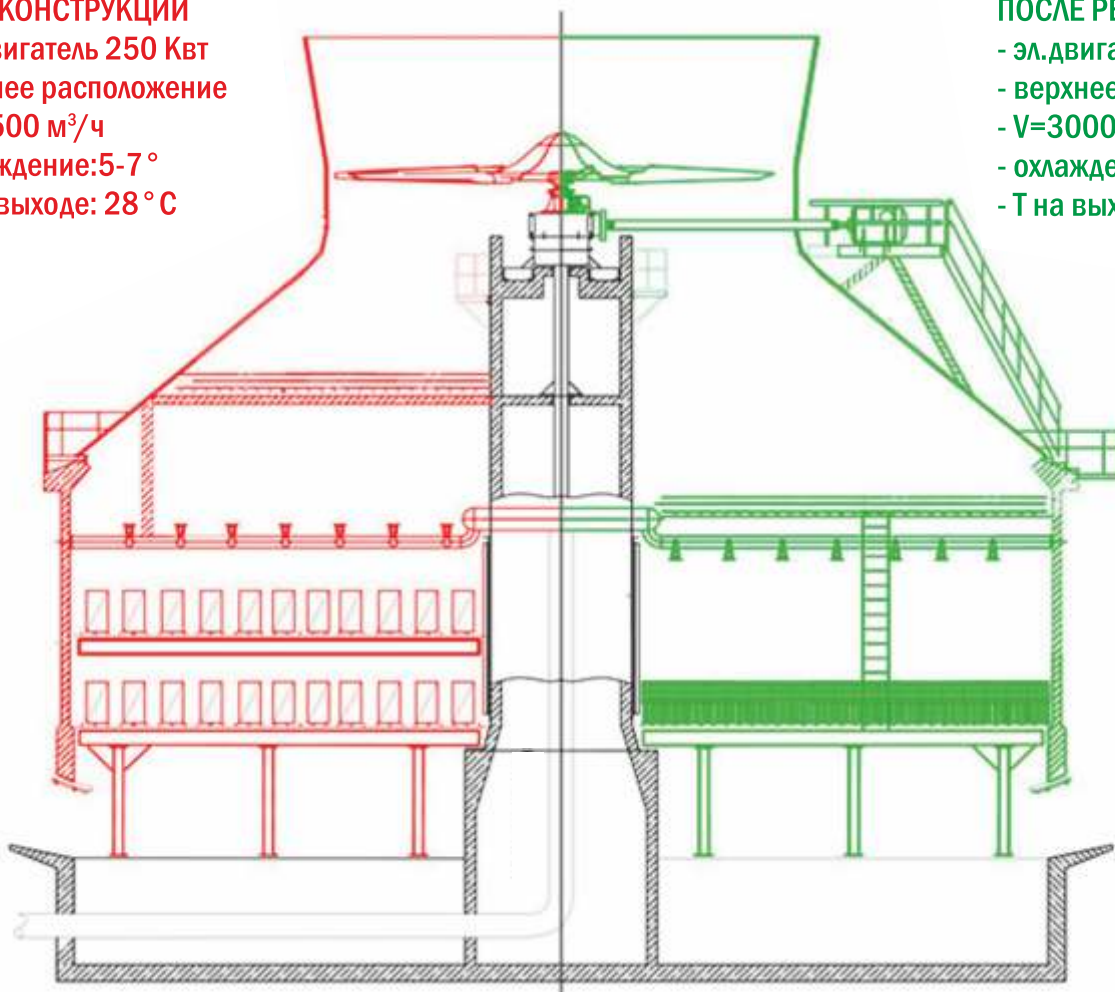 КОНСТРУКЦИИ
вигатель 250 Квт
нее расположение
500 м³/ч
ждение:5-7°
выходе: 28°С
ПОСЛЕ РЕ
- эл.двига
- верхнее
- V=3000
- охлажде
- Т на вых